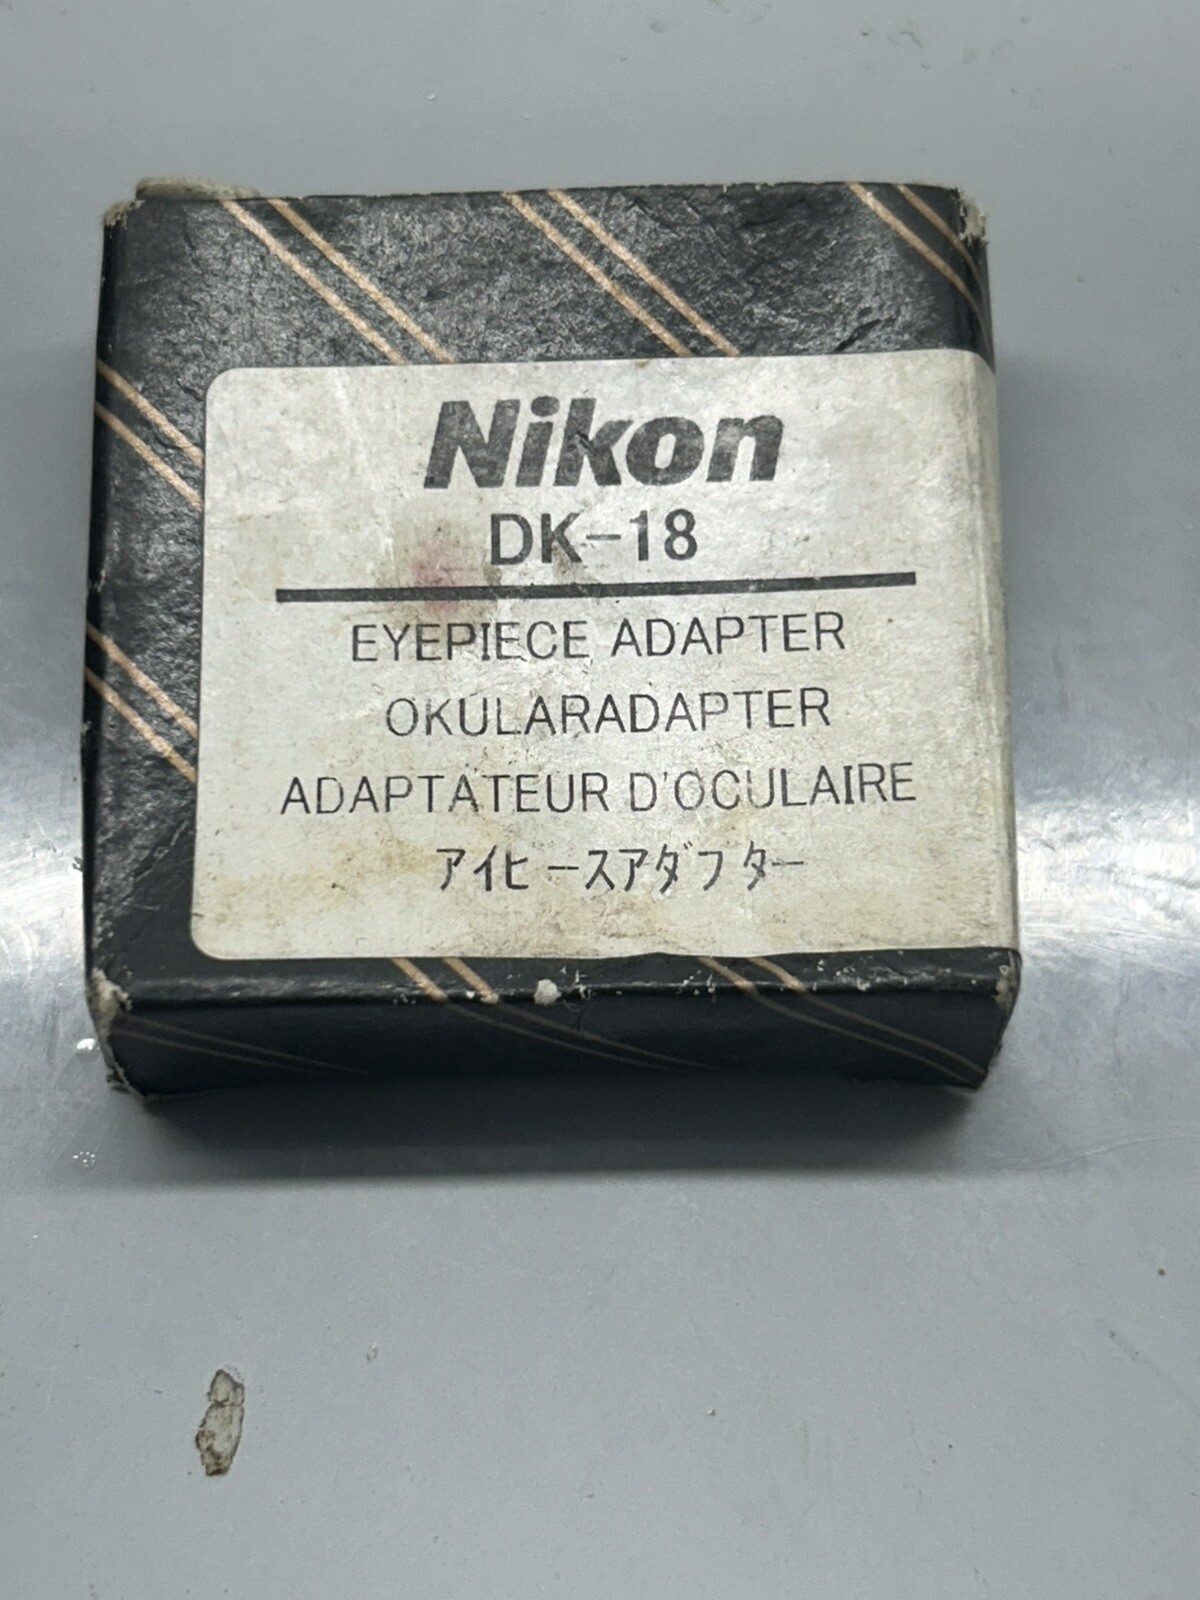 Nikon
DK-18
EYEPIECE ADAPTER
OKULARADAPTER
ADAPTATEUR D'OCULAIRE
アイピースアダプター